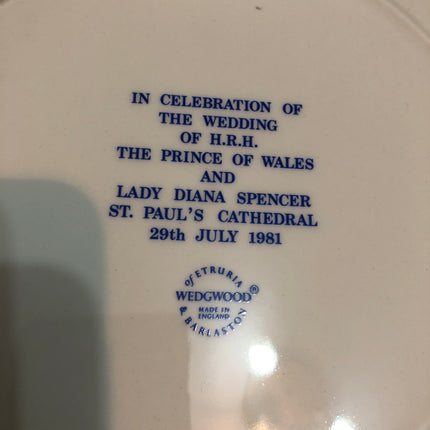 IN CELEBRATION OF
THE WEDDING
OF H.R.H.
THE PRINCE OF WALES
AND
LADY DIANA SPENCER
ST. PAUL'S CATHEDRAL
29th JULY 1981
of ETRURIA
WEDGWOOD®
MADE IN
ENGLAND
& BARLASTON